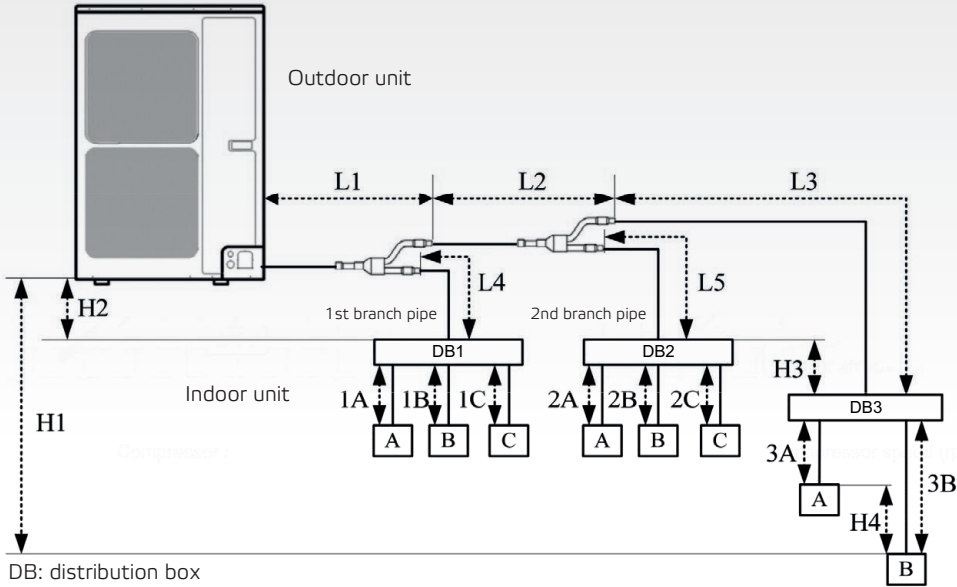 Outdoor unit
L1
L2
L3
L4
L5
H2
1st branch pipe
2nd branch pipe
DB1
DB2
H3
Indoor unit
DB3
H1
1A
1B
1C
2A
2B
2C
A
B
C
A
B
C
3A
3B
A
H4
B
DB: distribution box